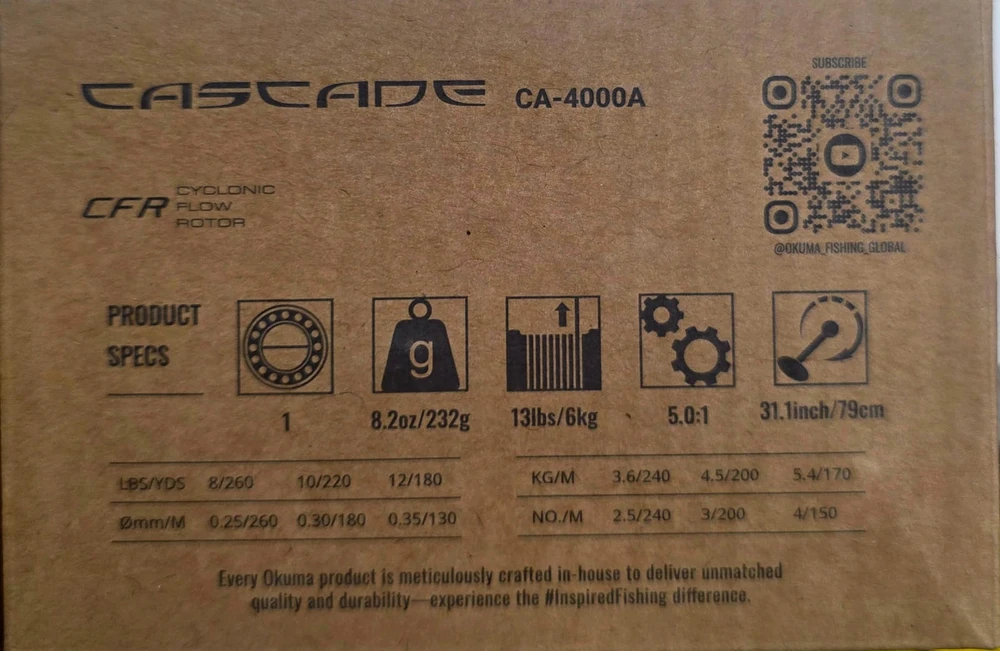 SUBSCRIBE
CASCADE CA-4000A
CFR CYCLONIC
FLOW
ROTOR
@OKUMA_FISHING_GLOBAL
PRODUCT
SPECS
g
1 8.2oz/232g 13lbs/6kg 5.0:1 31.1inch/79cm
LBS/YDS 8/260 10/220 12/180 KG/M 3.6/240 4.5/200 5.4/170
Ømm/M 0.25/260 0.30/180 0.35/130 NO./M 2.5/240 3/200 4/150
Every Okuma product is meticulously crafted in-house to deliver unmatched
quality and durability—experience the #InspiredFishing difference.